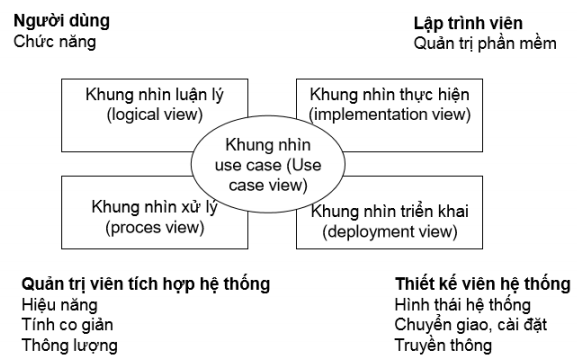 Người dùng
Chức năng
Lập trình viên
Quản trị phần mềm
Khung nhìn luận lý
(logical view)
Khung nhìn thực hiện
(implementation view)
Khung nhìn
use case (Use
case view)
Khung nhìn xử lý
(proces view)
Khung nhìn triển khai
(deployment view)
Quản trị viên tích hợp hệ thống
Hiệu năng
Tính co giản
Thông lượng
Thiết kế viên hệ thống
Hình thái hệ thống
Chuyển giao, cài đặt
Truyền thông